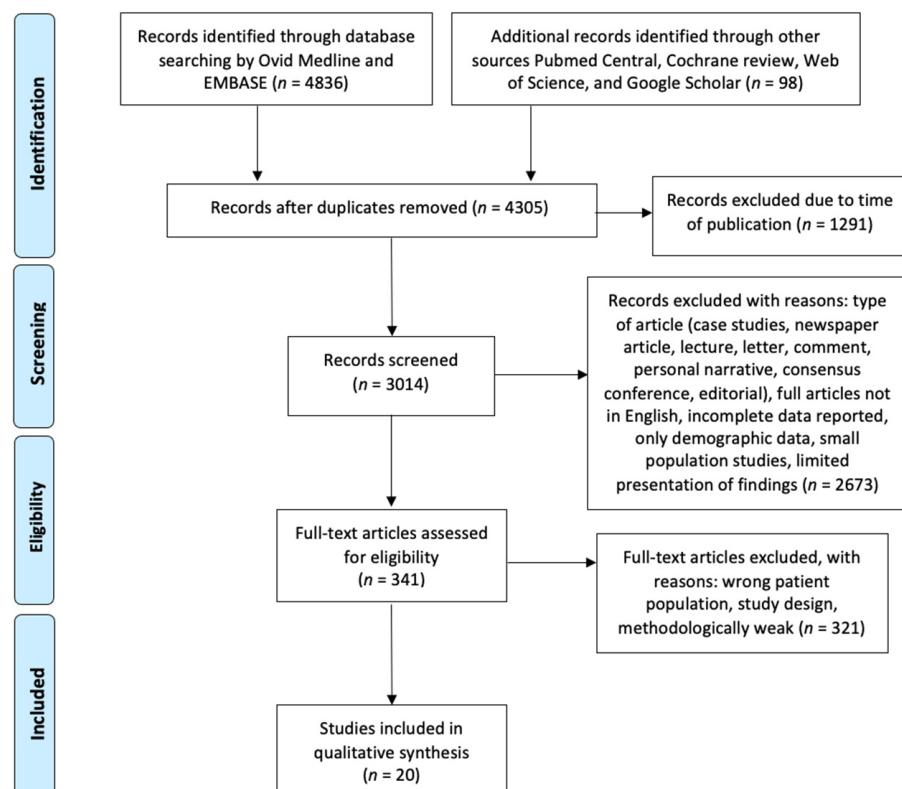 Identification
Records identified through database
searching by Ovid Medline and
EMBASE (n = 4836)
Additional records identified through other
sources Pubmed Central, Cochrane review, Web
of Science, and Google Scholar (n = 98)
Records after duplicates removed (n = 4305)
Records excluded due to time
of publication (n = 1291)
Screening
Records screened
(n = 3014)
Records excluded with reasons: type
of article (case studies, newspaper
article, lecture, letter, comment,
personal narrative, consensus
conference, editorial), full articles not
in English, incomplete data reported,
only demographic data, small
population studies, limited
presentation of findings (n = 2673)
Eligibility
Full-text articles assessed
for eligibility
(n = 341)
Full-text articles excluded, with
reasons: wrong patient
population, study design,
methodologically weak (n = 321)
Included
Studies included in
qualitative synthesis
(n = 20)